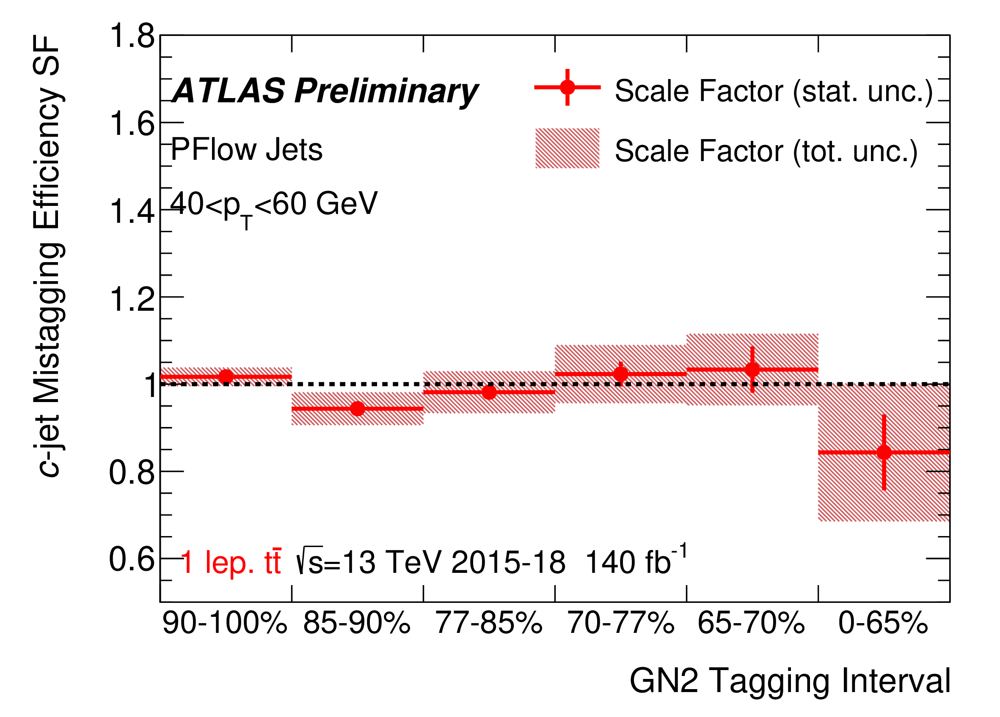 c-jet Mistagging Efficiency SF
1.8
1.6
1.4
1.2
1
0.8
0.6
ATLAS Preliminary
PFlow Jets
40<p_T<60 GeV
Scale Factor (stat. unc.)
Scale Factor (tot. unc.)
1 lep. tt̄ √s=13 TeV 2015-18 140 fb⁻¹
90-100% 85-90% 77-85% 70-77% 65-70% 0-65%
GN2 Tagging Interval